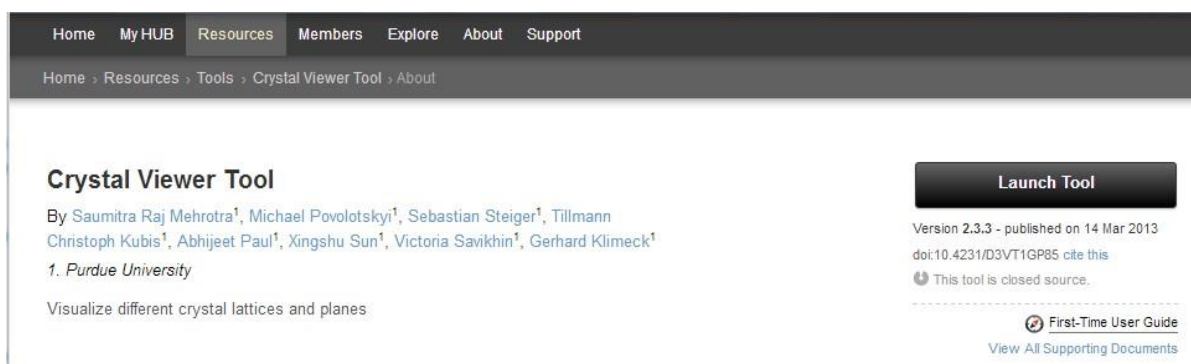 Home My HUB Resources Members Explore About Support
Home › Resources › Tools › Crystal Viewer Tool › About
Crystal Viewer Tool
By Saumitra Raj Mehrotra¹, Michael Povolotskyi¹, Sebastian Steiger¹, Tillmann
Christoph Kubis¹, Abhijeet Paul¹, Xingshu Sun¹, Victoria Savikhin¹, Gerhard Klimeck¹
1. Purdue University
Visualize different crystal lattices and planes
Launch Tool
Version 2.3.3 - published on 14 Mar 2013
doi:10.4231/D3VT1GP85 cite this
This tool is closed source.
First-Time User Guide
View All Supporting Documents